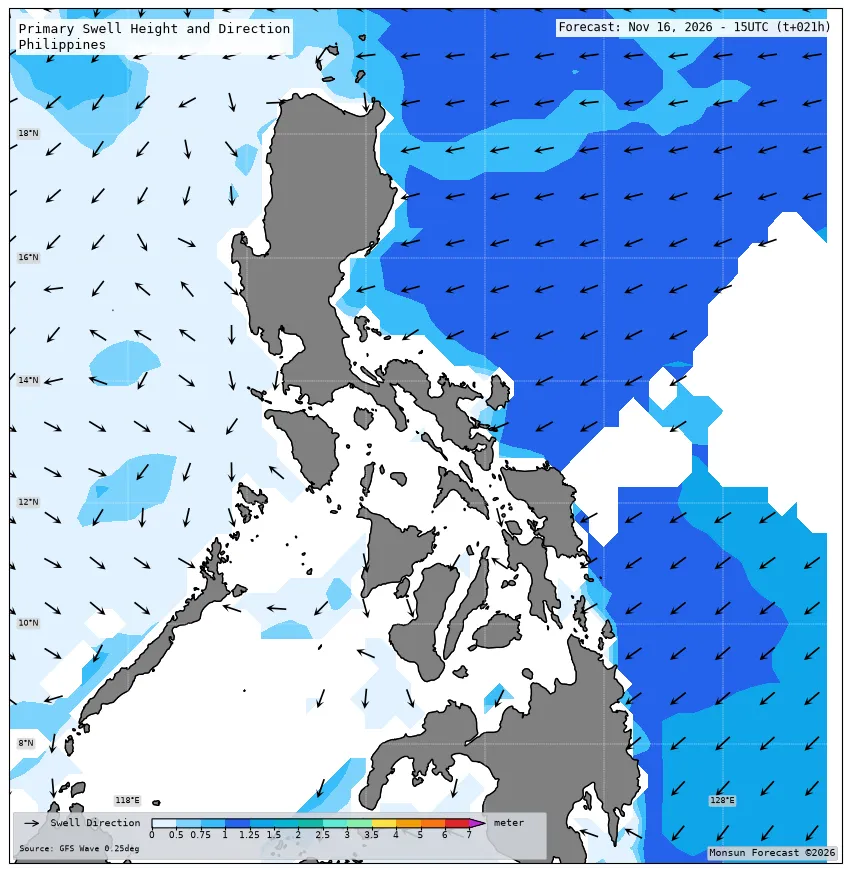 Primary Swell Height and Direction
Philippines
Forecast: Nov 16, 2026 - 15UTC (t+021h)
18°N
16°N
14°N
12°N
10°N
8°N
118°E
128°E
Swell Direction
0 0.5 0.75 1 1.25 1.5 2 2.5 3 3.5 4 5 6 7
meter
Source: GFS Wave 0.25deg
Monsun Forecast ©2026